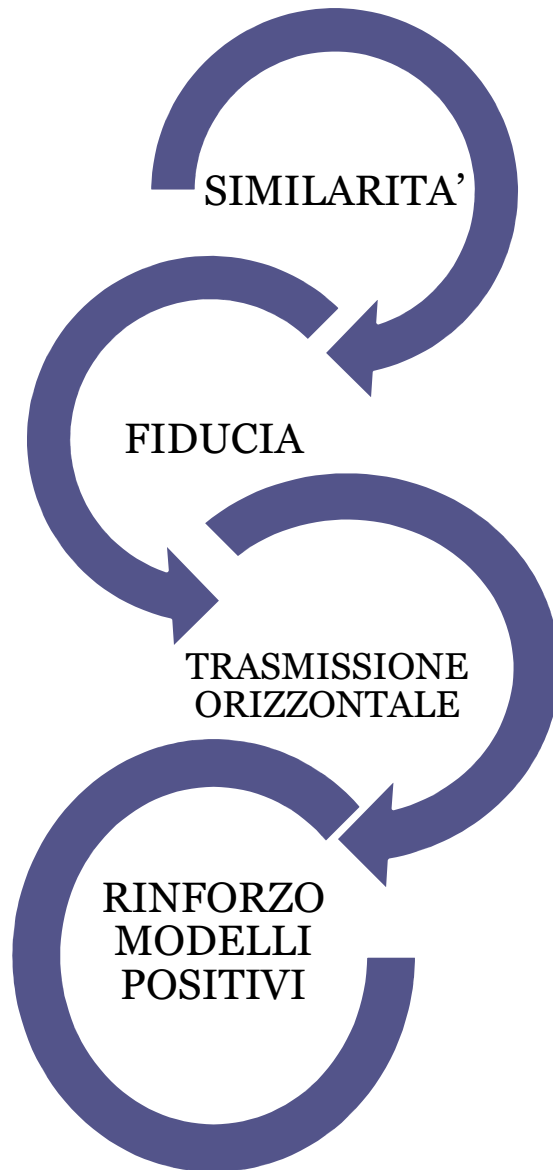 SIMILARITA’
FIDUCIA
TRASMISSIONE
ORIZZONTALE
RINFORZO
MODELLI
POSITIVI